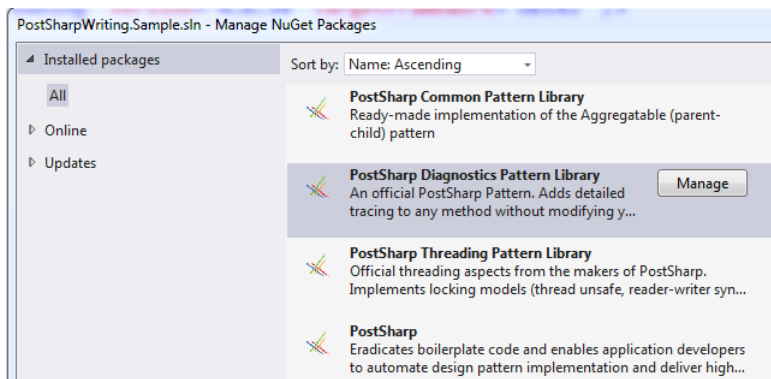 PostSharpWriting.Sample.sln - Manage NuGet Packages
Installed packages
All
Online
Updates
Sort by: Name: Ascending
PostSharp Common Pattern Library
Ready-made implementation of the Aggregatable (parent-
child) pattern
PostSharp Diagnostics Pattern Library
An official PostSharp Pattern. Adds detailed
tracing to any method without modifying y...
Manage
PostSharp Threading Pattern Library
Official threading aspects from the makers of PostSharp.
Implements locking models (thread unsafe, reader-writer syn...
PostSharp
Eradicates boilerplate code and enables application developers
to automate design pattern implementation and deliver high...